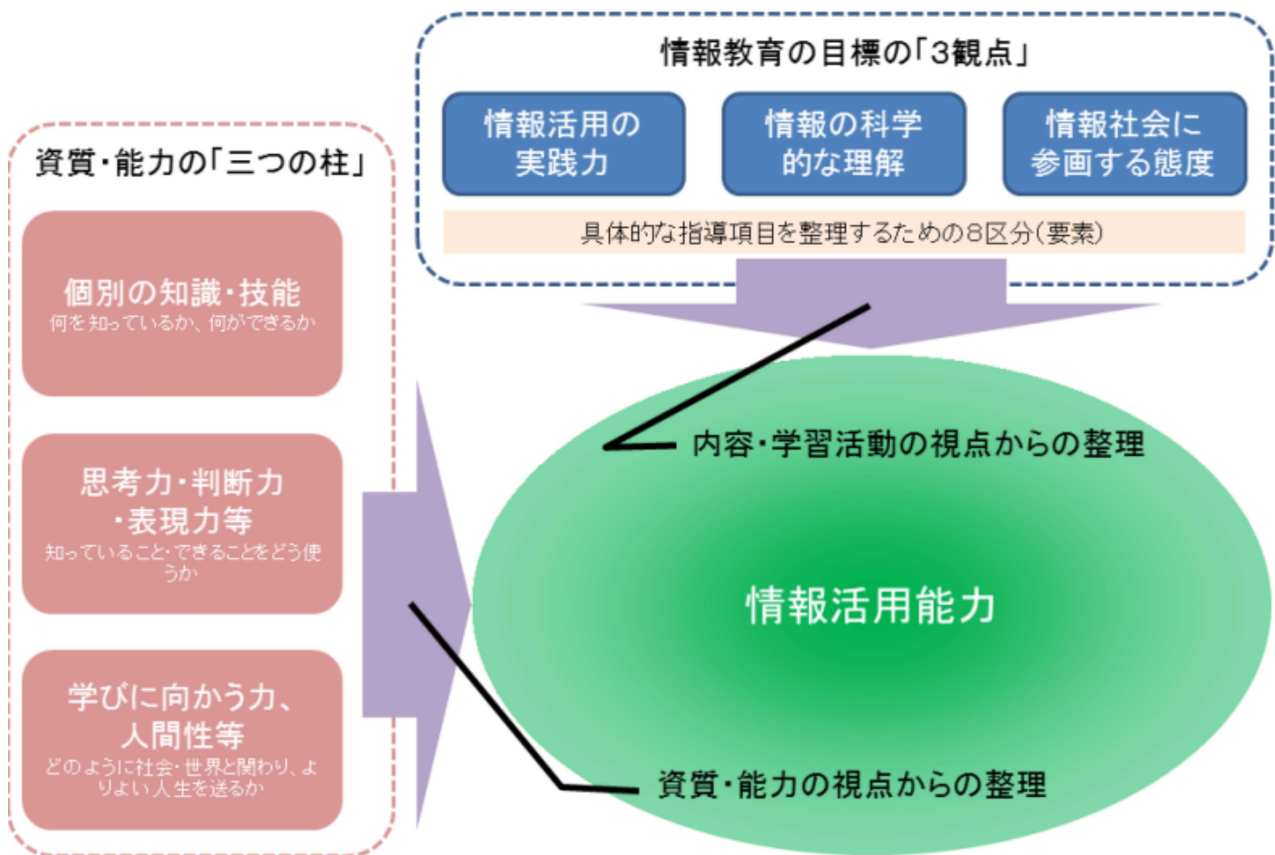 情報教育の目標の「3観点」
情報活用の
実践力
情報の科学
的な理解
情報社会に
参画する態度
具体的な指導項目を整理するための8区分(要素)
資質・能力の「三つの柱」
個別の知識・技能
何を知っているか、何ができるか
思考力・判断力
・表現力等
知っていること・できることをどう使
うか
学びに向かう力、
人間性等
どのように社会・世界と関わり、よ
りよい人生を送るか
内容・学習活動の視点からの整理
情報活用能力
資質・能力の視点からの整理